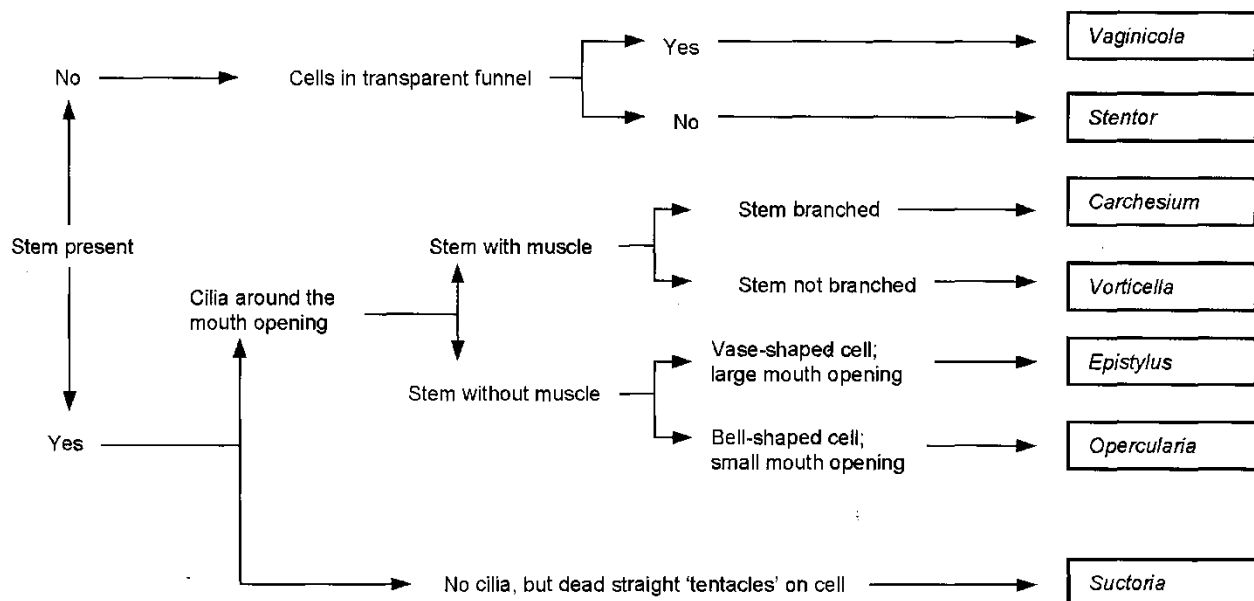 Yes
Vaginicola
No
Cells in transparent funnel
No
Stentor
Stem branched
Carchesium
Stem present
Stem with muscle
Cilia around the
mouth opening
Stem not branched
Vorticella
Vase-shaped cell;
large mouth opening
Epistylus
Stem without muscle
Yes
Bell-shaped cell;
small mouth opening
Opercularia
No cilia, but dead straight 'tentacles' on cell
Suctoria